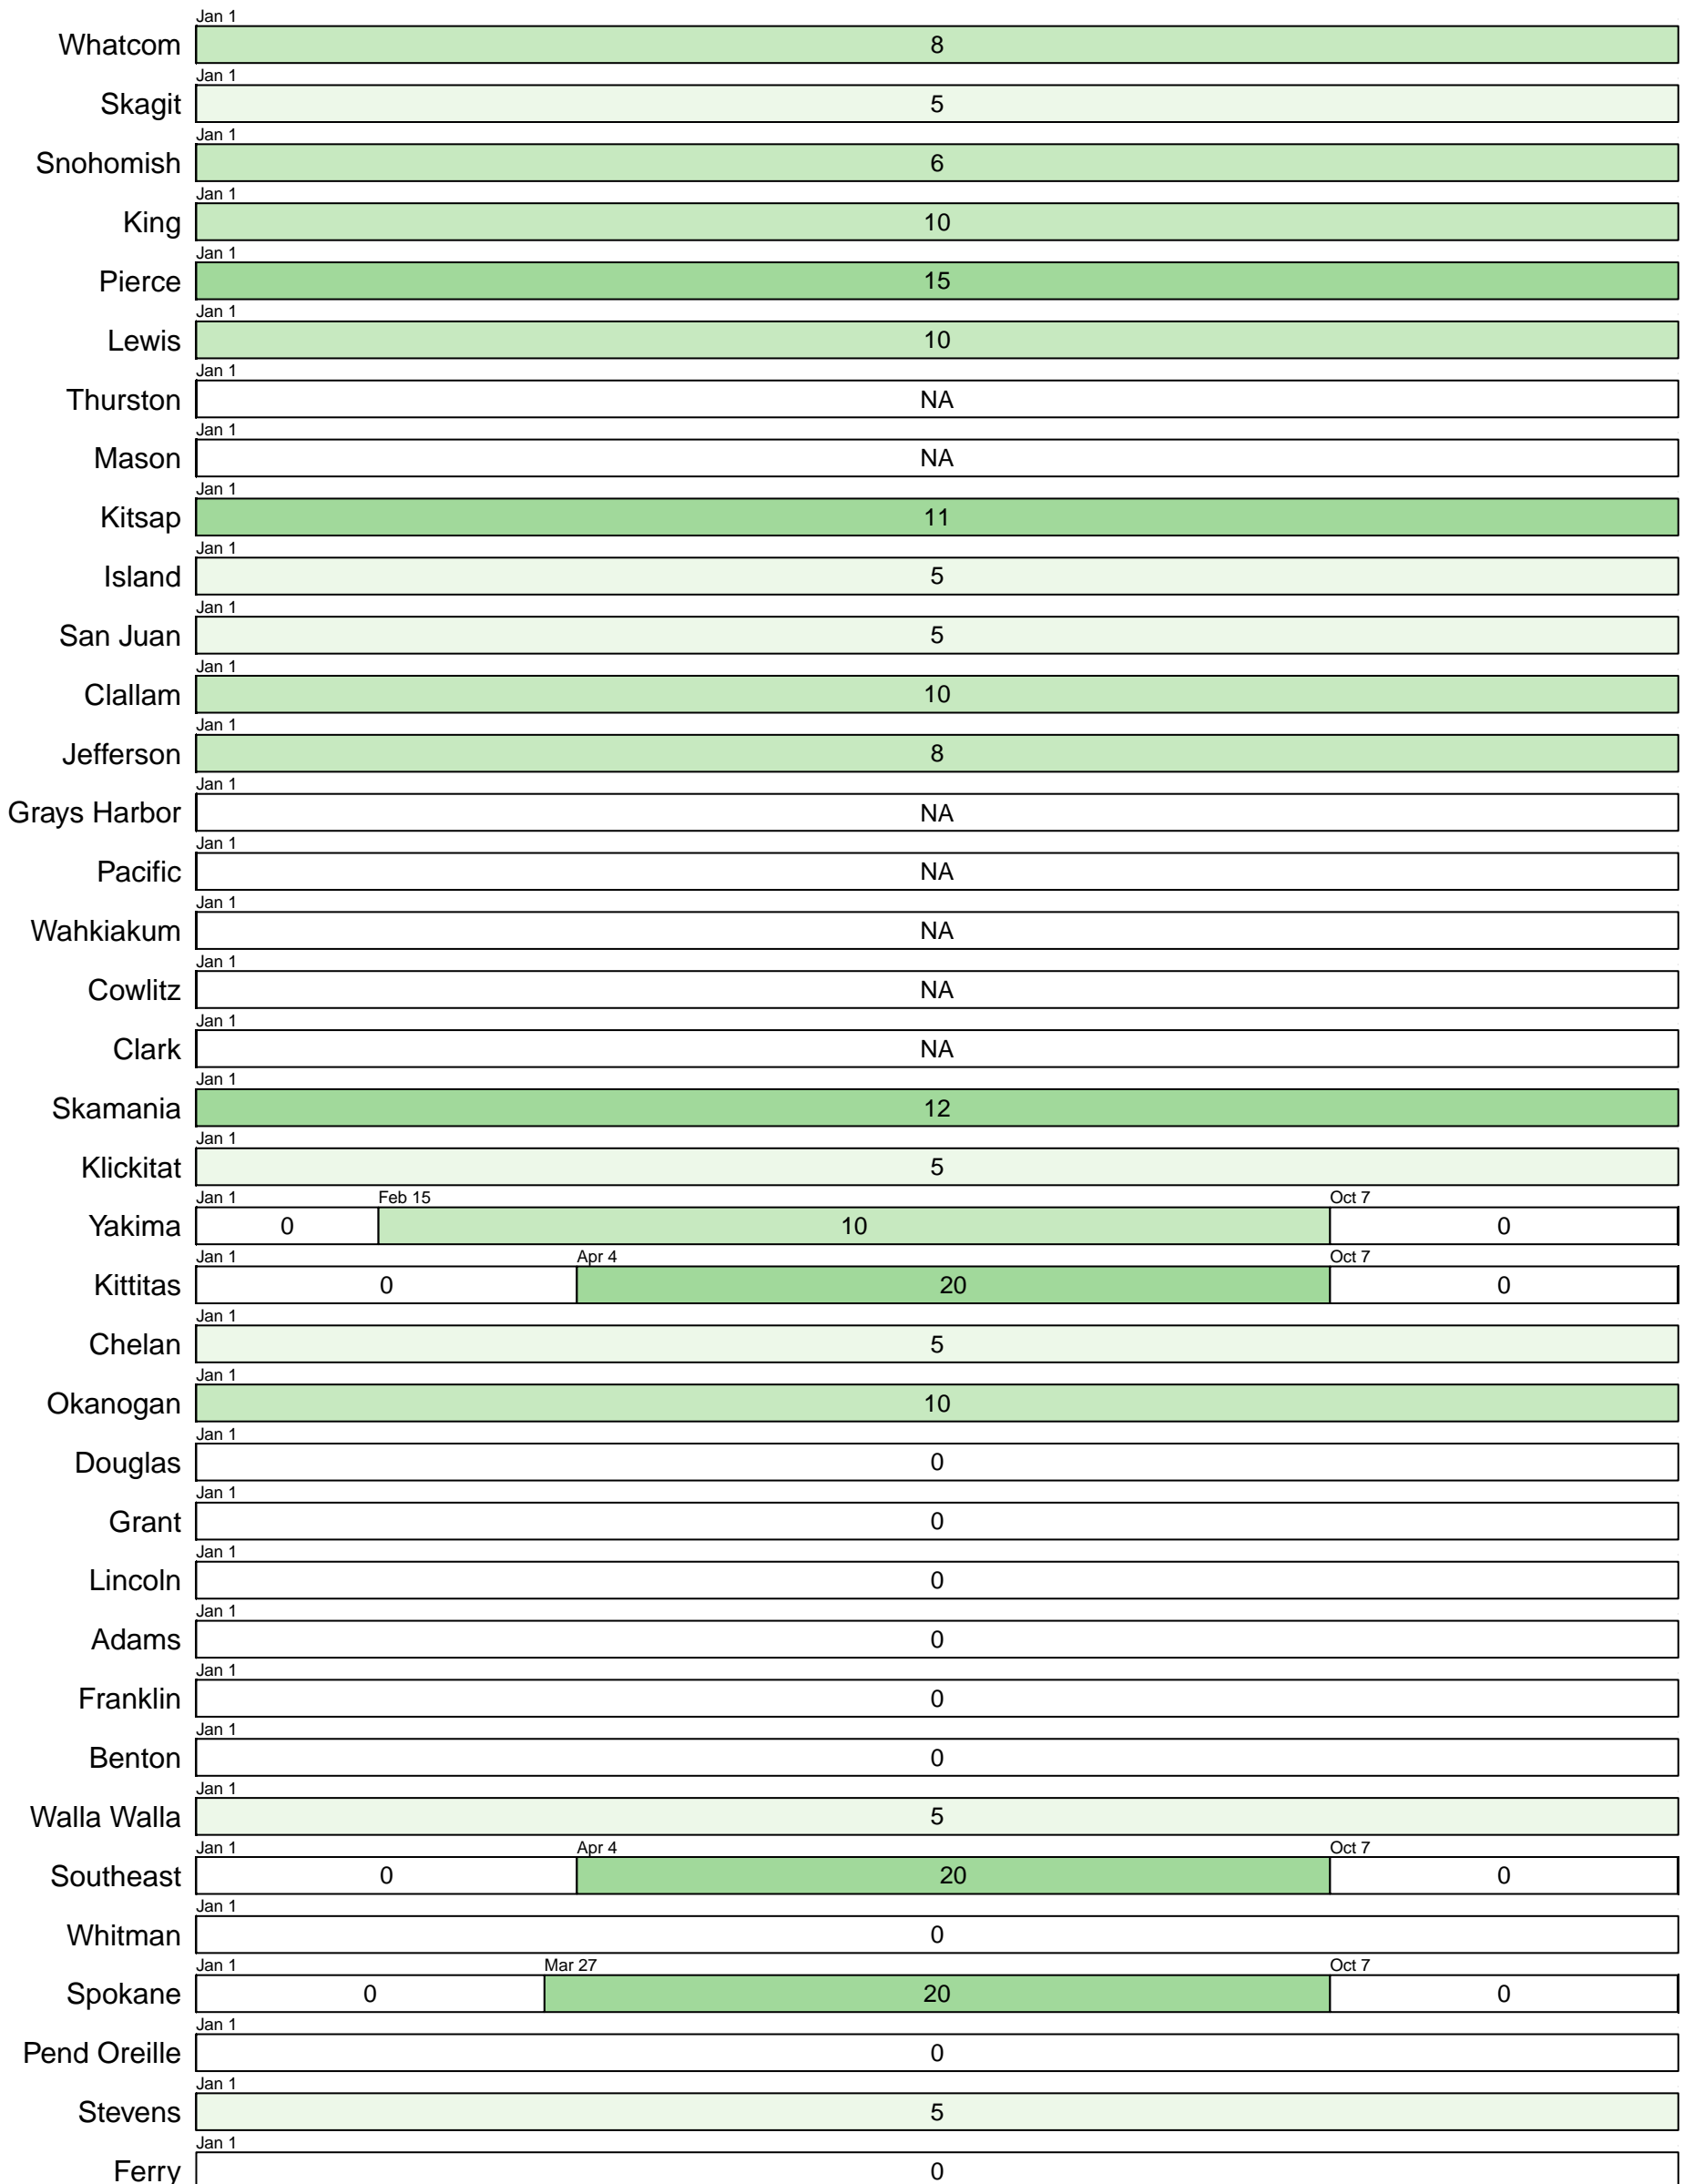 Jan 1
Whatcom 8
Jan 1
Skagit 5
Jan 1
Snohomish 6
Jan 1
King 10
Jan 1
Pierce 15
Jan 1
Lewis 10
Jan 1
Thurston NA
Jan 1
Mason NA
Jan 1
Kitsap 11
Jan 1
Island 5
Jan 1
San Juan 5
Jan 1
Clallam 10
Jan 1
Jefferson 8
Jan 1
Grays Harbor NA
Jan 1
Pacific NA
Jan 1
Wahkiakum NA
Jan 1
Cowlitz NA
Jan 1
Clark NA
Jan 1
Skamania 12
Jan 1
Klickitat 5
Jan 1 Feb 15 Oct 7
Yakima 0 10 0
Jan 1 Apr 4 Oct 7
Kittitas 0 20 0
Jan 1
Chelan 5
Jan 1
Okanogan 10
Jan 1
Douglas 0
Jan 1
Grant 0
Jan 1
Lincoln 0
Jan 1
Adams 0
Jan 1
Franklin 0
Jan 1
Benton 0
Jan 1
Walla Walla 5
Jan 1 Apr 4 Oct 7
Southeast 0 20 0
Jan 1
Whitman 0
Jan 1 Mar 27 Oct 7
Spokane 0 20 0
Jan 1
Pend Oreille 0
Jan 1
Stevens 5
Jan 1
Ferry 0